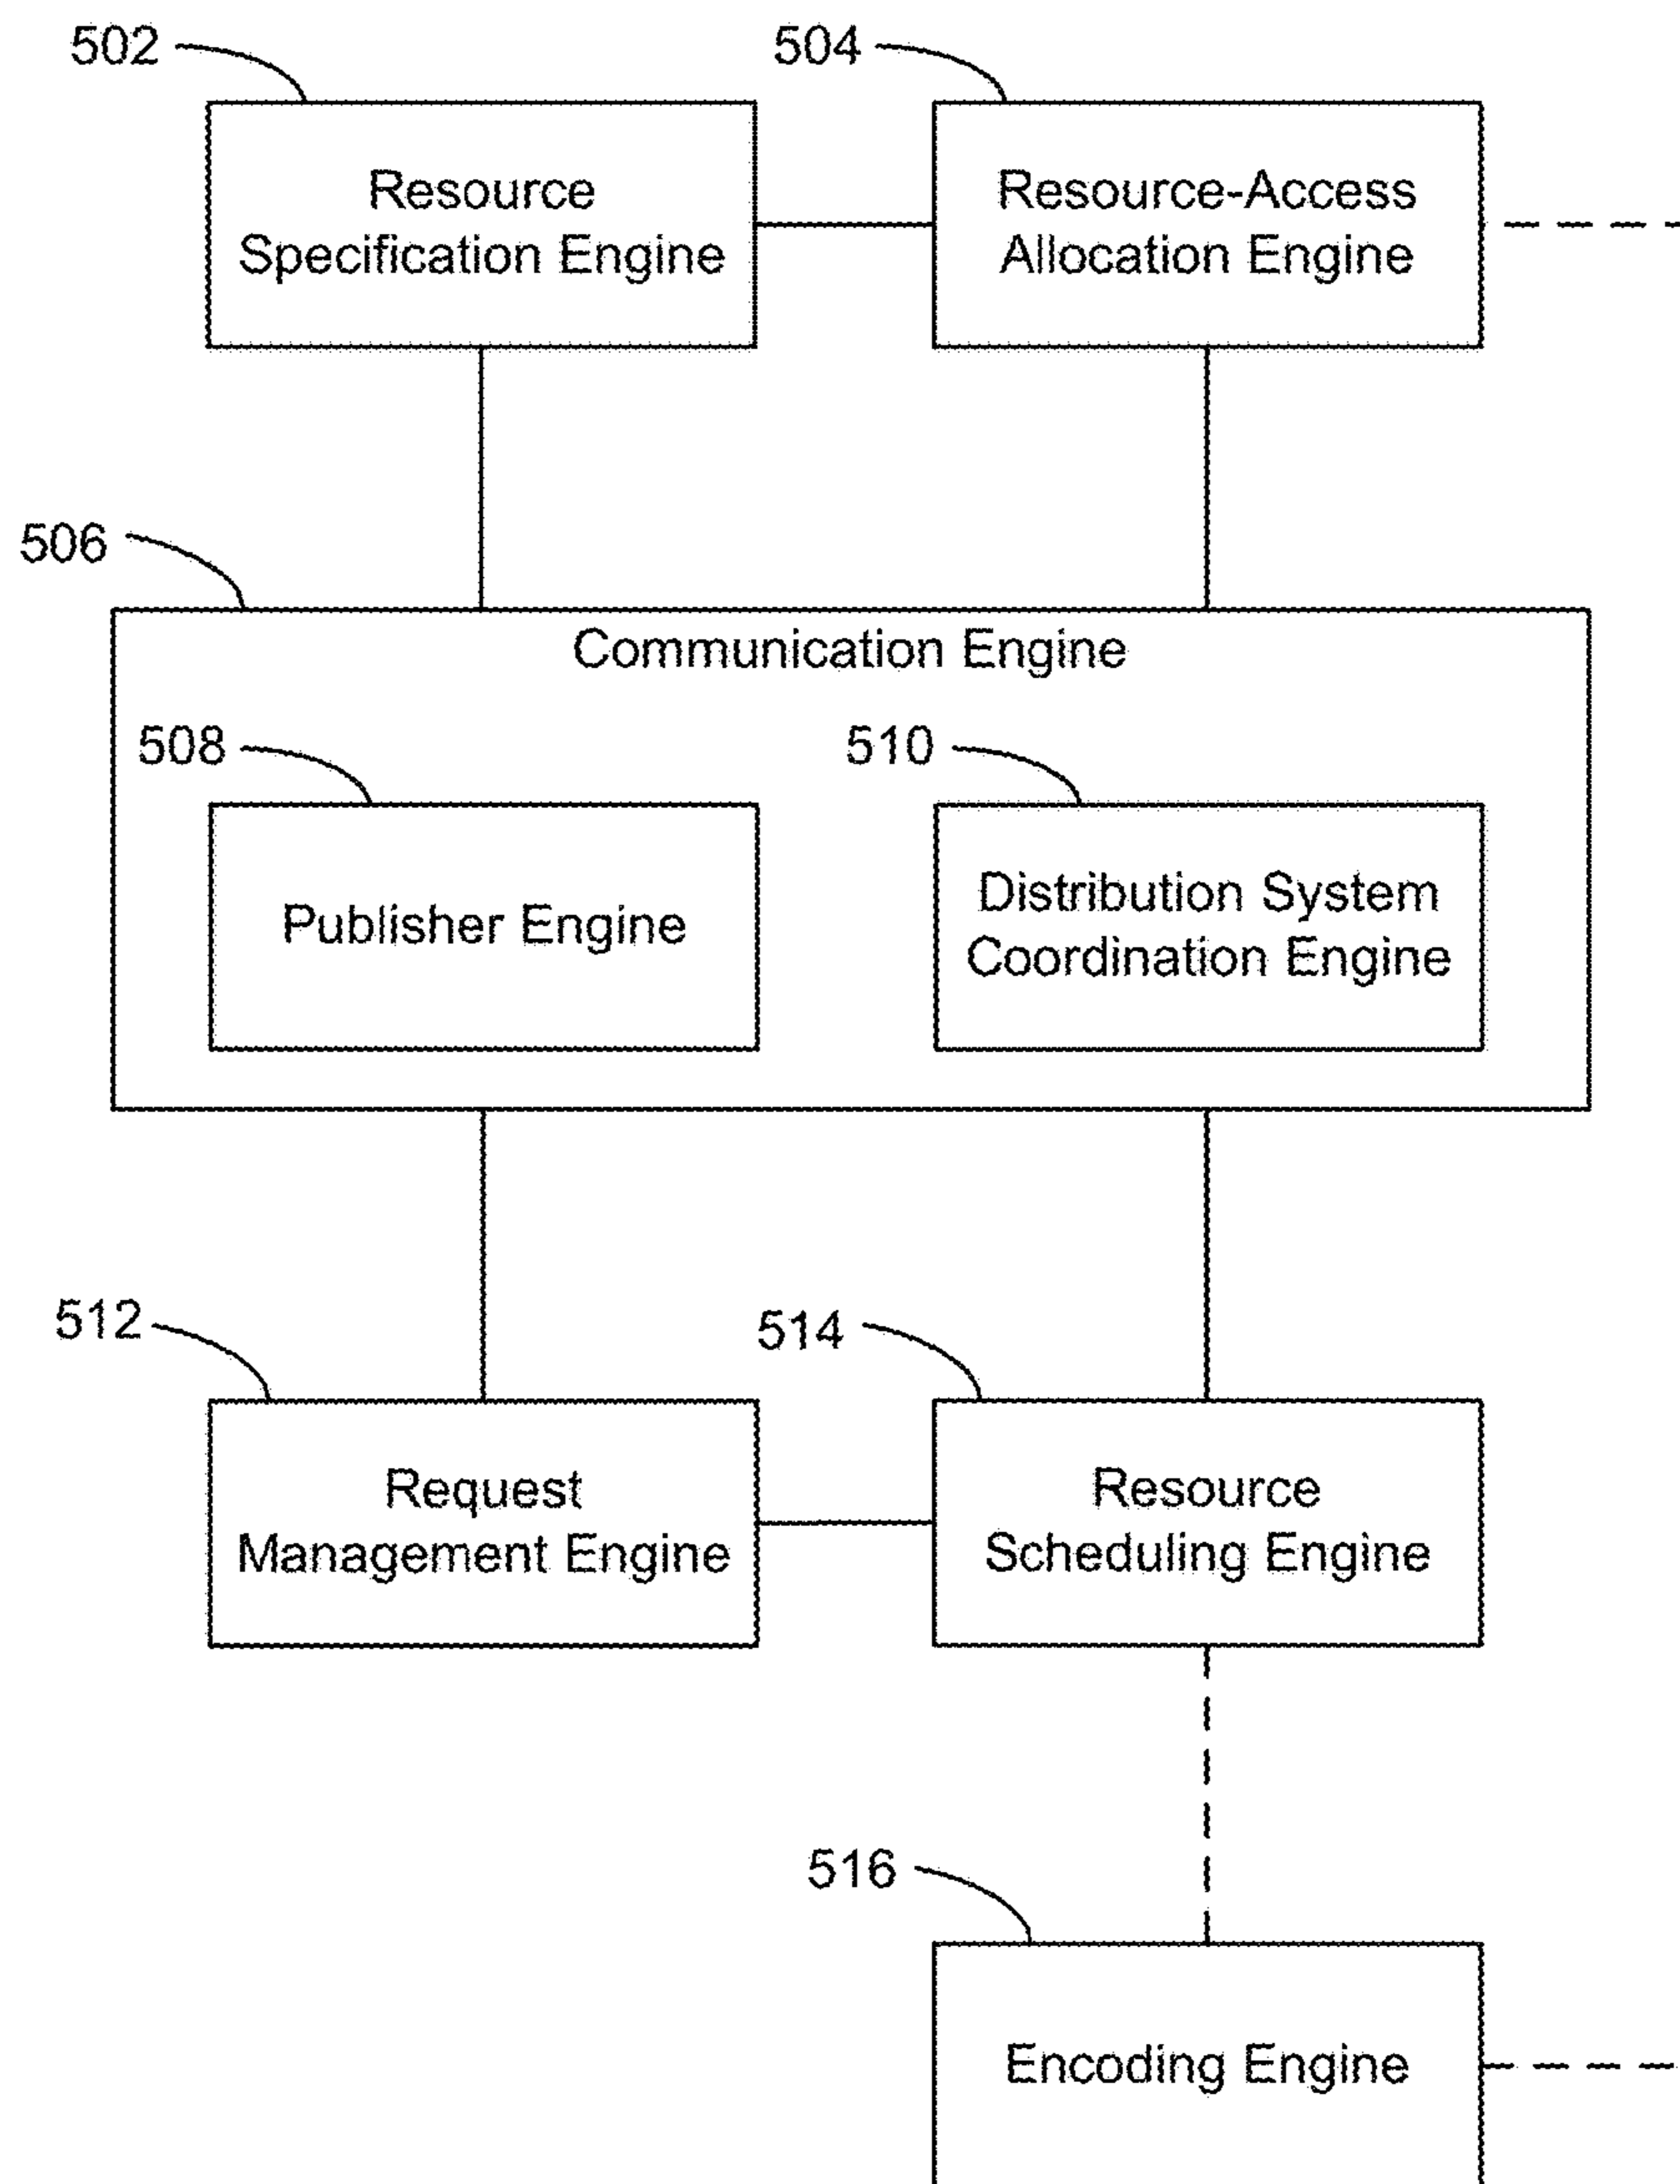 502
504
Resource
Specification Engine
Resource-Access
Allocation Engine
506
Communication Engine
508
510
Publisher Engine
Distribution System
Coordination Engine
512
514
Request
Management Engine
Resource
Scheduling Engine
516
Encoding Engine